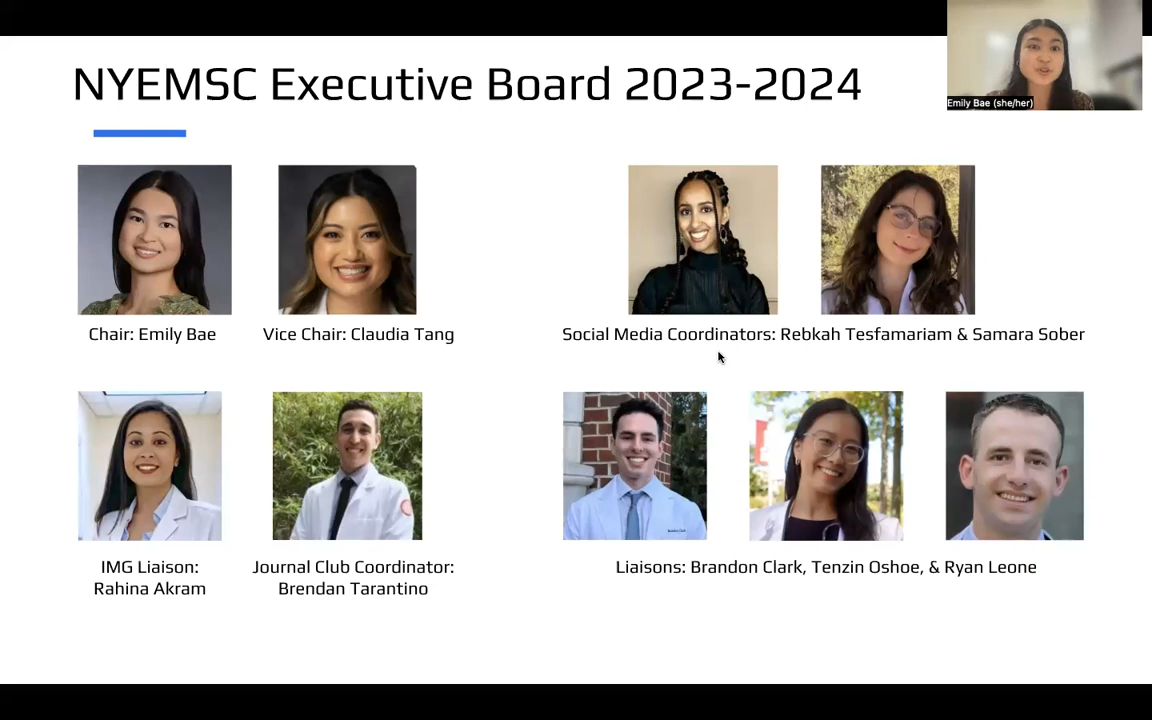 NYEMSC Executive Board 2023-2024
Emily Bae (she/her)
Chair: Emily Bae
Vice Chair: Claudia Tang
Social Media Coordinators: Rebkah Tesfamariam & Samara Sober
IMG Liaison:
Rahina Akram
Journal Club Coordinator:
Brendan Tarantino
Liaisons: Brandon Clark, Tenzin Oshoe, & Ryan Leone